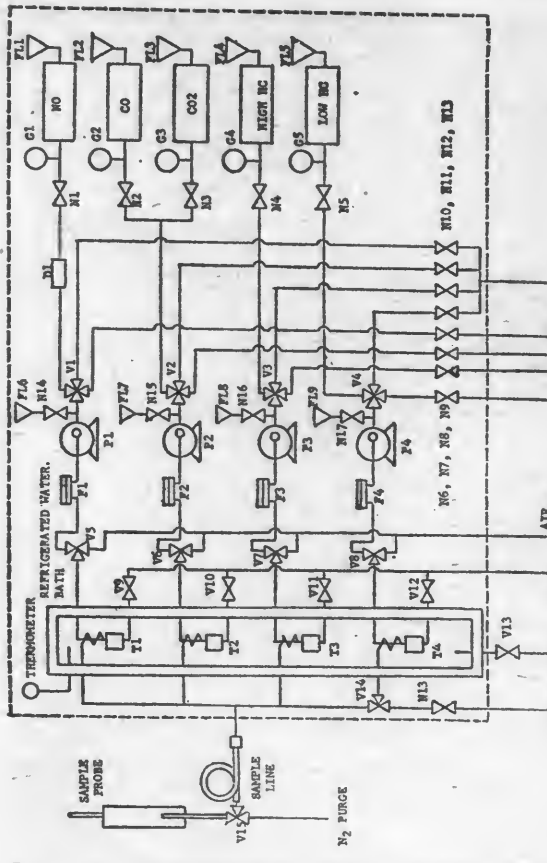 FL1
FL2
FL3
FL4
FL5
NO
CO
CO2
HIGH HC
LOW HC
G1
G2
G3
G4
G5
N1
N2
N3
N4
N5
D1
N10, N11, N12, N13
V1
V2
V3
V4
FL6
N14
FL7
N15
FL8
N16
FL9
N17
P1
P2
P3
P4
N6, N7, N8, N9
F1
F2
F3
F4
REFRIGERATED WATER.
BATH
V5
V6
V7
V8
AIR
THERMOMETER
V9
V10
V11
V12
T1
T2
T3
T4
V13
V14
N13
SAMPLE
PROBE
SAMPLE
LINE
V15
N2 PURGE